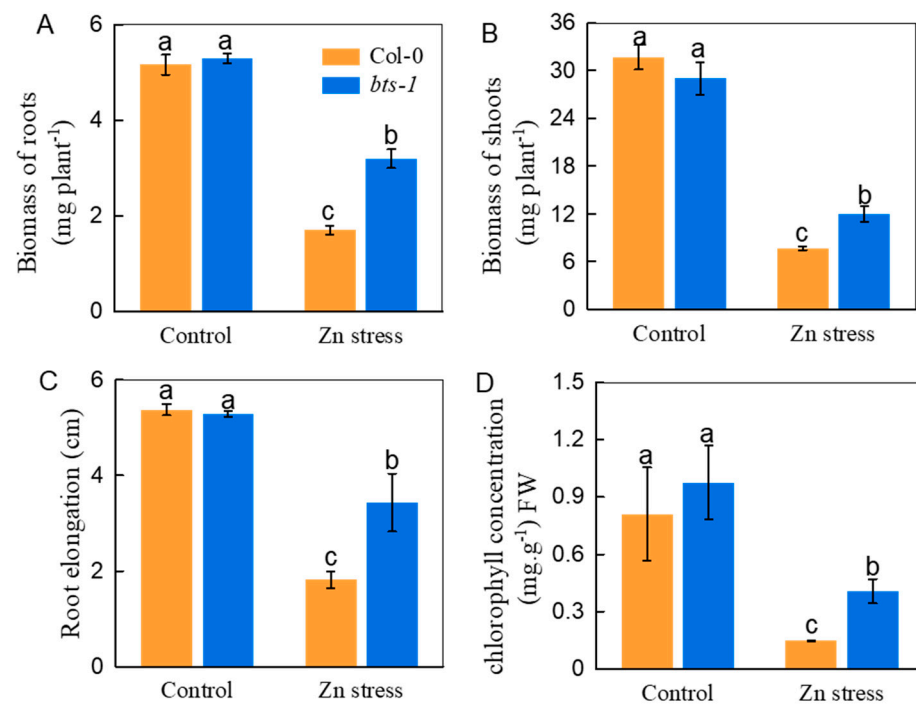 A
Biomass of roots
(mg plant⁻¹)
6
4
2
0
a
a
c
b
Col-0
bts-1
Control
Zn stress
B
Biomass of shoots
(mg plant⁻¹)
36
30
24
18
12
6
0
a
a
c
b
Control
Zn stress
C
Root elongation (cm)
6
4
2
0
a
a
c
b
Control
Zn stress
D
chlorophyll concentration
(mg.g⁻¹) FW
1.5
1.2
0.9
0.6
0.3
0
a
a
c
b
Control
Zn stress